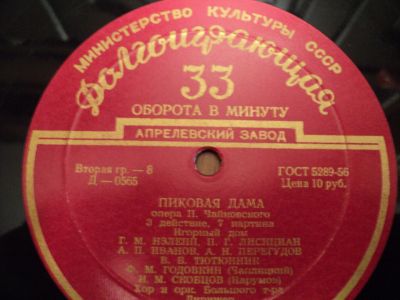 МИНИСТЕРСТВО КУЛЬТУРЫ СССР
Долгоиграющая
33
ОБОРОТА В МИНУТУ
АПРЕЛЕВСКИЙ ЗАВОД
Вторая гр. — 8
Д — 0565
ГОСТ 5289-56
Цена 10 руб.
ПИКОВАЯ ДАМА
опера П. Чайковского
3 действие, 7 картина
Игорный дом
Г. М. НЭЛЕПП, П. Г. ЛИСИЦИАН
А. П. ИВАНОВ, А. И. ПЕРЕГУДОВ
В. Б. ТЮТЮННИК
Ф. М. ГОДОВКИН (Чаплицкий)
И. М. СКОБЦОВ (Нарумов)
Хор и орк. Большого т-ра